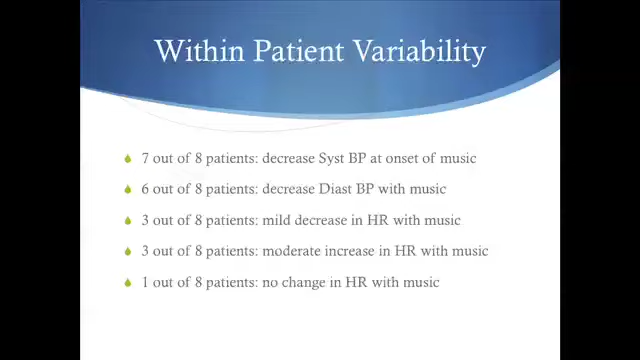 Within Patient Variability
7 out of 8 patients: decrease Syst BP at onset of music
6 out of 8 patients: decrease Diast BP with music
3 out of 8 patients: mild decrease in HR with music
3 out of 8 patients: moderate increase in HR with music
1 out of 8 patients: no change in HR with music